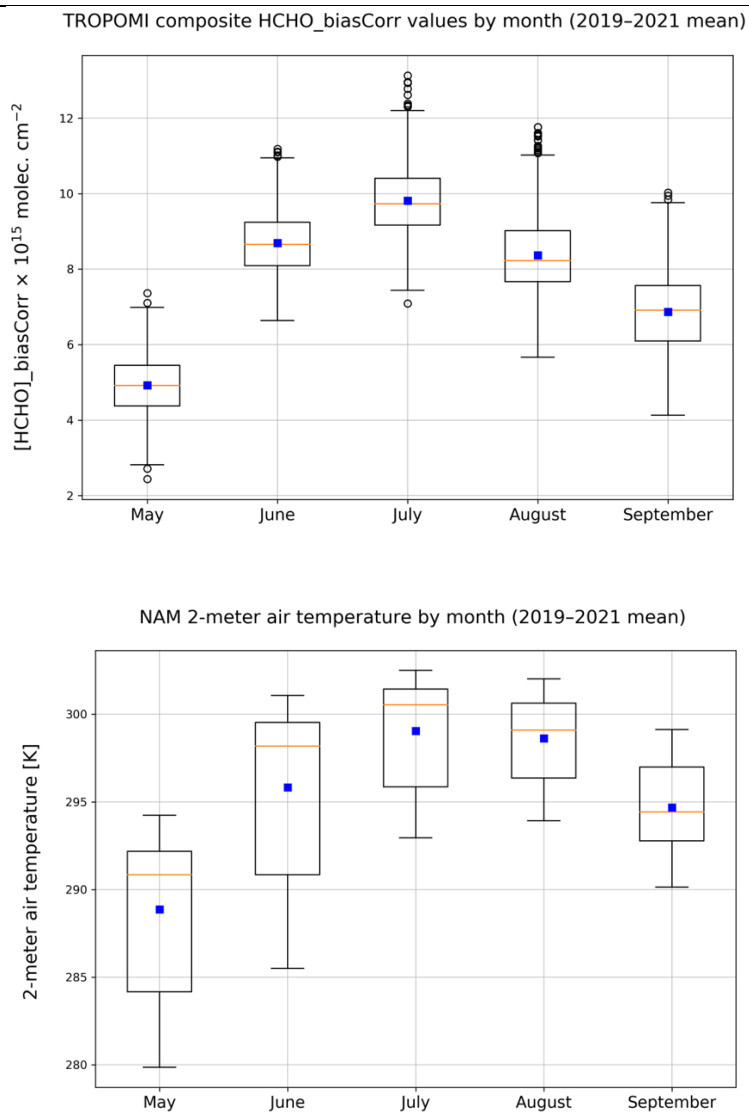 TROPOMI composite HCHO_biasCorr values by month (2019–2021 mean)
[HCHO]_biasCorr × 10¹⁵ molec. cm⁻²
12
10
8
6
4
2
May June July August September
NAM 2-meter air temperature by month (2019–2021 mean)
2-meter air temperature [K]
300
295
290
285
280
May June July August September